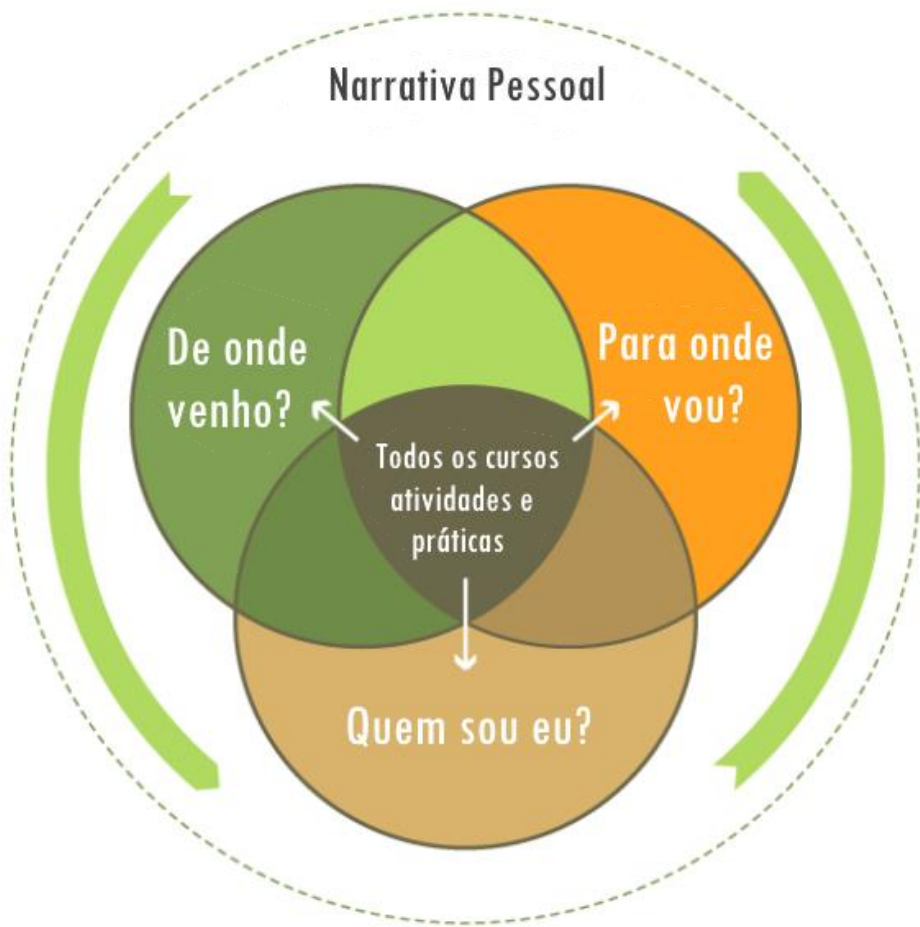 Narrativa Pessoal
De onde
venho?
Para onde
vou?
Todos os cursos
atividades e
práticas
Quem sou eu?